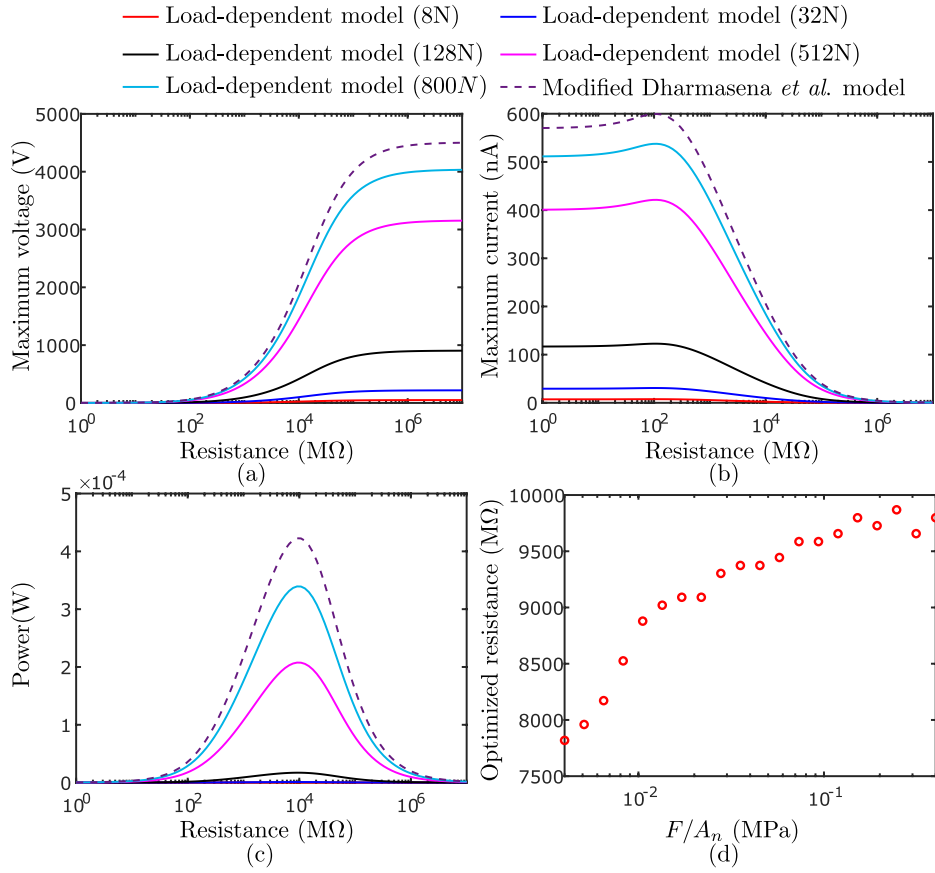 Load-dependent model (8N)
Load-dependent model (32N)
Load-dependent model (128N)
Load-dependent model (512N)
Load-dependent model (800N)
Modified Dharmasena et al. model
Maximum voltage (V)
5000
4000
3000
2000
1000
0
10^0
10^2
10^4
10^6
Resistance (MΩ)
(a)
Maximum current (nA)
600
500
400
300
200
100
0
10^0
10^2
10^4
10^6
10^7
Resistance (MΩ)
(b)
×10^-4
Power(W)
5
4
3
2
1
0
10^0
10^2
10^4
10^6
10^7
Resistance (MΩ)
(c)
Optimized resistance (MΩ)
10000
9500
9000
8500
8000
7500
10^-2
10^-1
F/A_n (MPa)
(d)